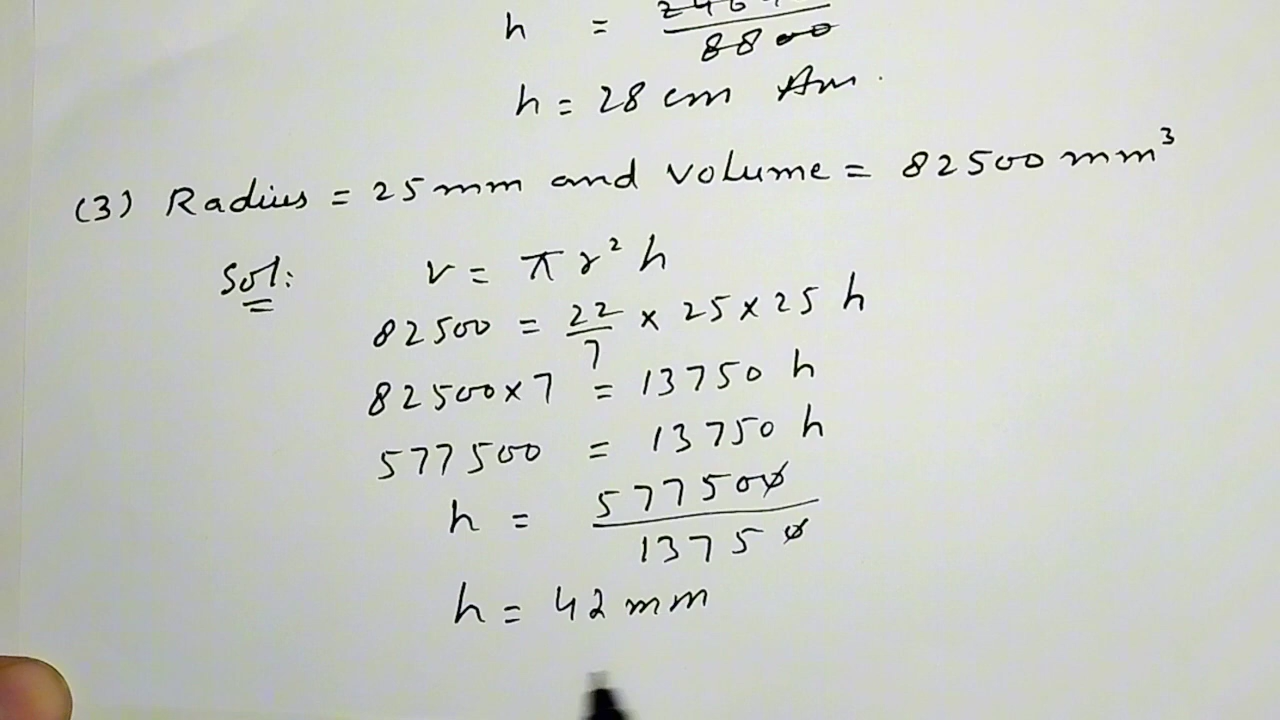 h =
8800
h = 28 cm Ans.
(3) Radius = 25 mm and volume = 82500 mm³
Sol:
v = πr²h
82500 = 22/7 × 25 × 25 h
82500×7 = 13750 h
577500 = 13750 h
h = 577500/13750
h = 42 mm